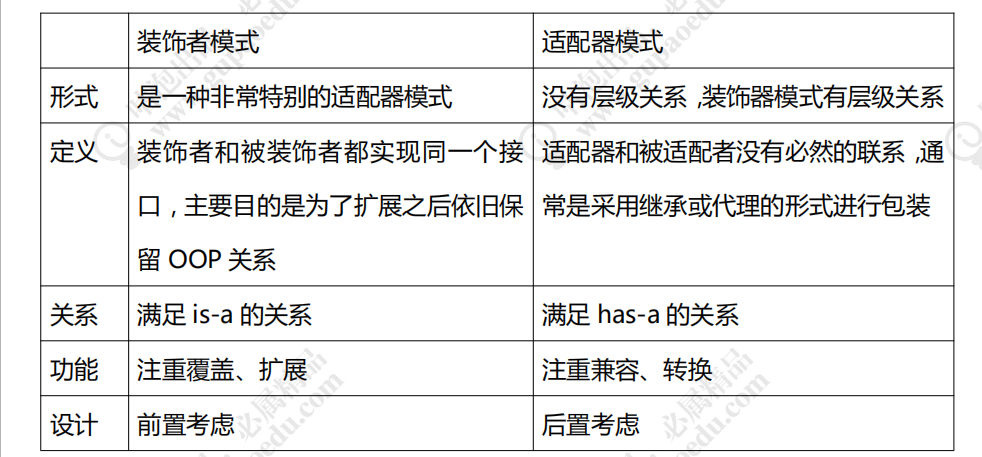 装饰者模式 适配器模式
形式 是一种非常特别的适配器模式 没有层级关系,装饰器模式有层级关系
定义 装饰者和被装饰者都实现同一个接 适配器和被适配者没有必然的联系,通
口,主要目的是为了扩展之后依旧保 常是采用继承或代理的形式进行包装
留 OOP 关系
关系 满足 is-a 的关系 满足 has-a 的关系
功能 注重覆盖、扩展 注重兼容、转换
设计 前置考虑 后置考虑